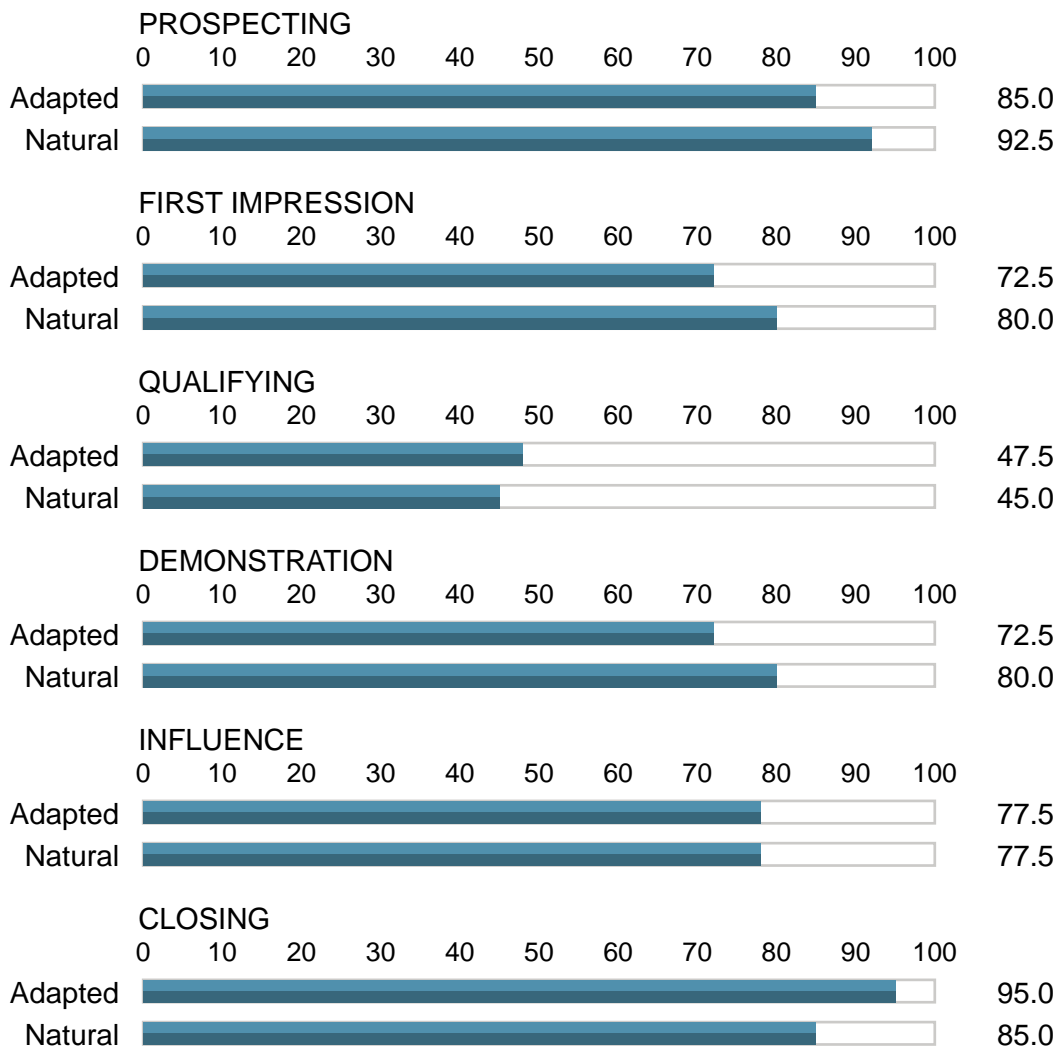 PROSPECTING
0 10 20 30 40 50 60 70 80 90 100
Adapted 85.0
Natural 92.5
FIRST IMPRESSION
0 10 20 30 40 50 60 70 80 90 100
Adapted 72.5
Natural 80.0
QUALIFYING
0 10 20 30 40 50 60 70 80 90 100
Adapted 47.5
Natural 45.0
DEMONSTRATION
0 10 20 30 40 50 60 70 80 90 100
Adapted 72.5
Natural 80.0
INFLUENCE
0 10 20 30 40 50 60 70 80 90 100
Adapted 77.5
Natural 77.5
CLOSING
0 10 20 30 40 50 60 70 80 90 100
Adapted 95.0
Natural 85.0